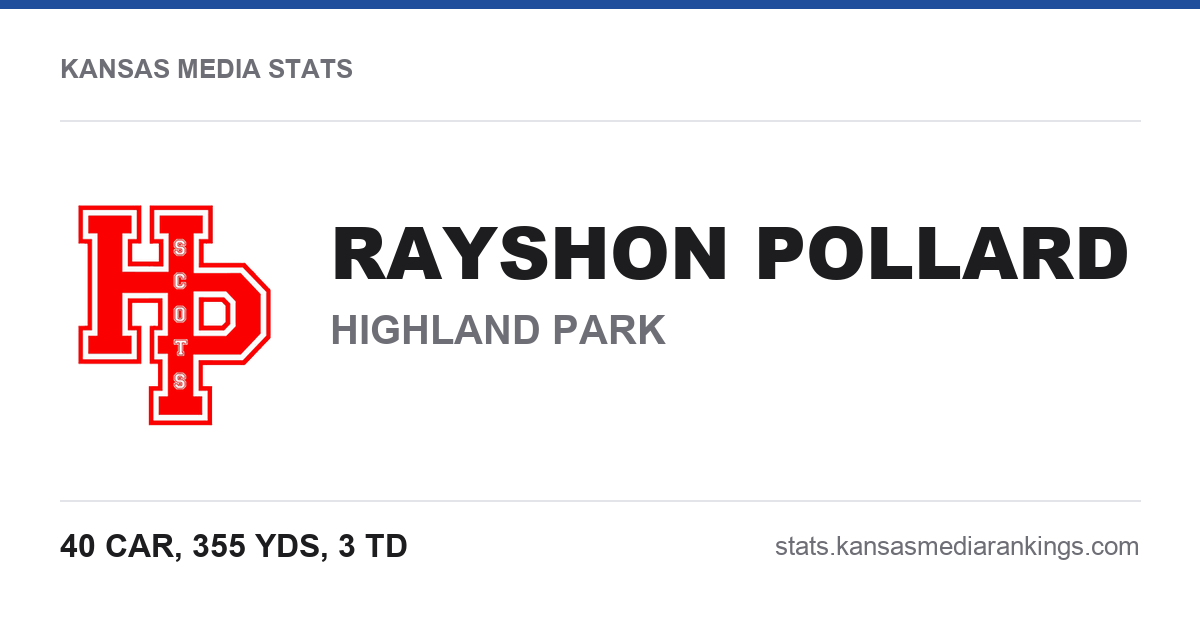 KANSAS MEDIA STATS
HP
SCOTS
RAYSHON POLLARD
HIGHLAND PARK
40 CAR, 355 YDS, 3 TD
stats.kansasmediarankings.com